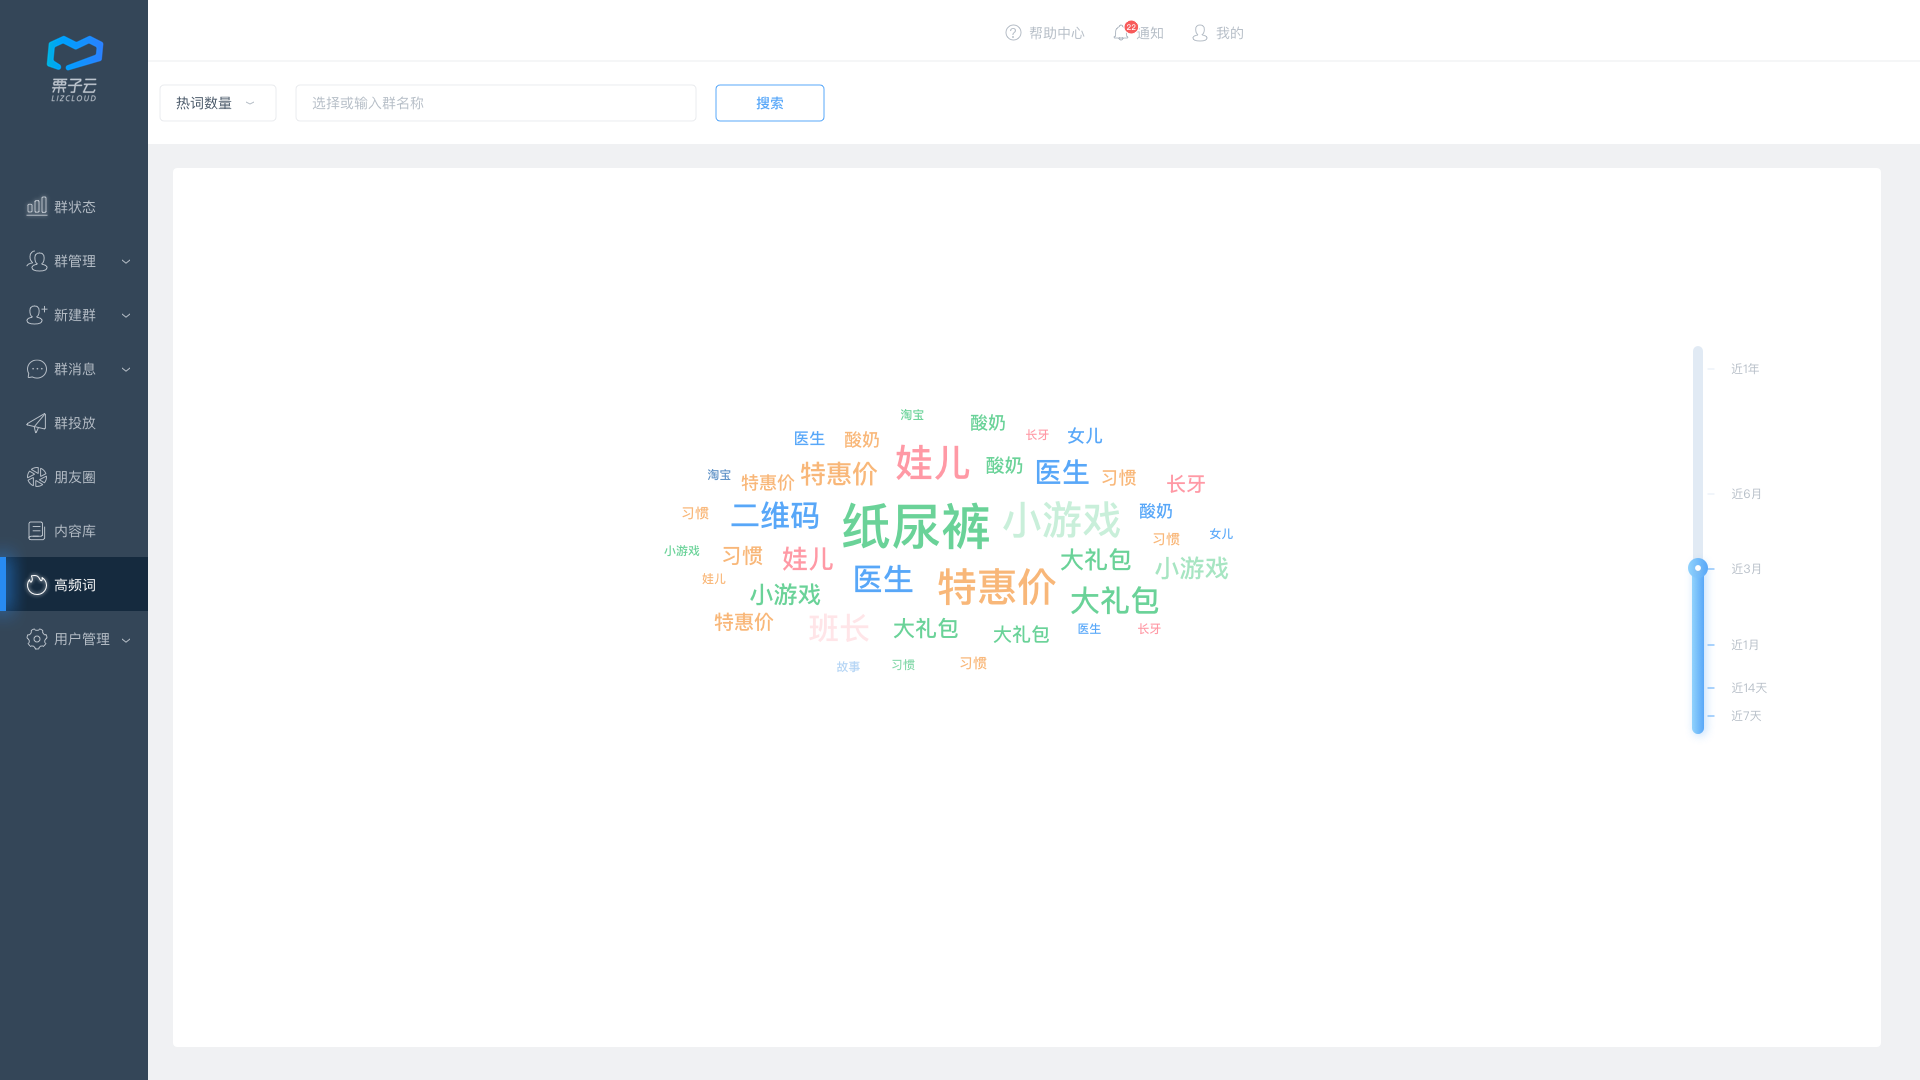 栗子云
LIZCLOUD
帮助中心
22
通知
我的
热词数量
选择或输入群名称
搜索
群状态
群管理
新建群
群消息
群投放
朋友圈
内容库
高频词
用户管理
淘宝
酸奶
长牙
女儿
医生
酸奶
娃儿
酸奶
医生
习惯
长牙
淘宝
特惠价
特惠价
习惯
二维码
纸尿裤
小游戏
酸奶
习惯
女儿
小游戏
习惯
娃儿
大礼包
小游戏
娃儿
小游戏
医生
特惠价
大礼包
特惠价
班长
大礼包
大礼包
医生
长牙
故事
习惯
习惯
近1年
近6月
近3月
近1月
近14天
近7天